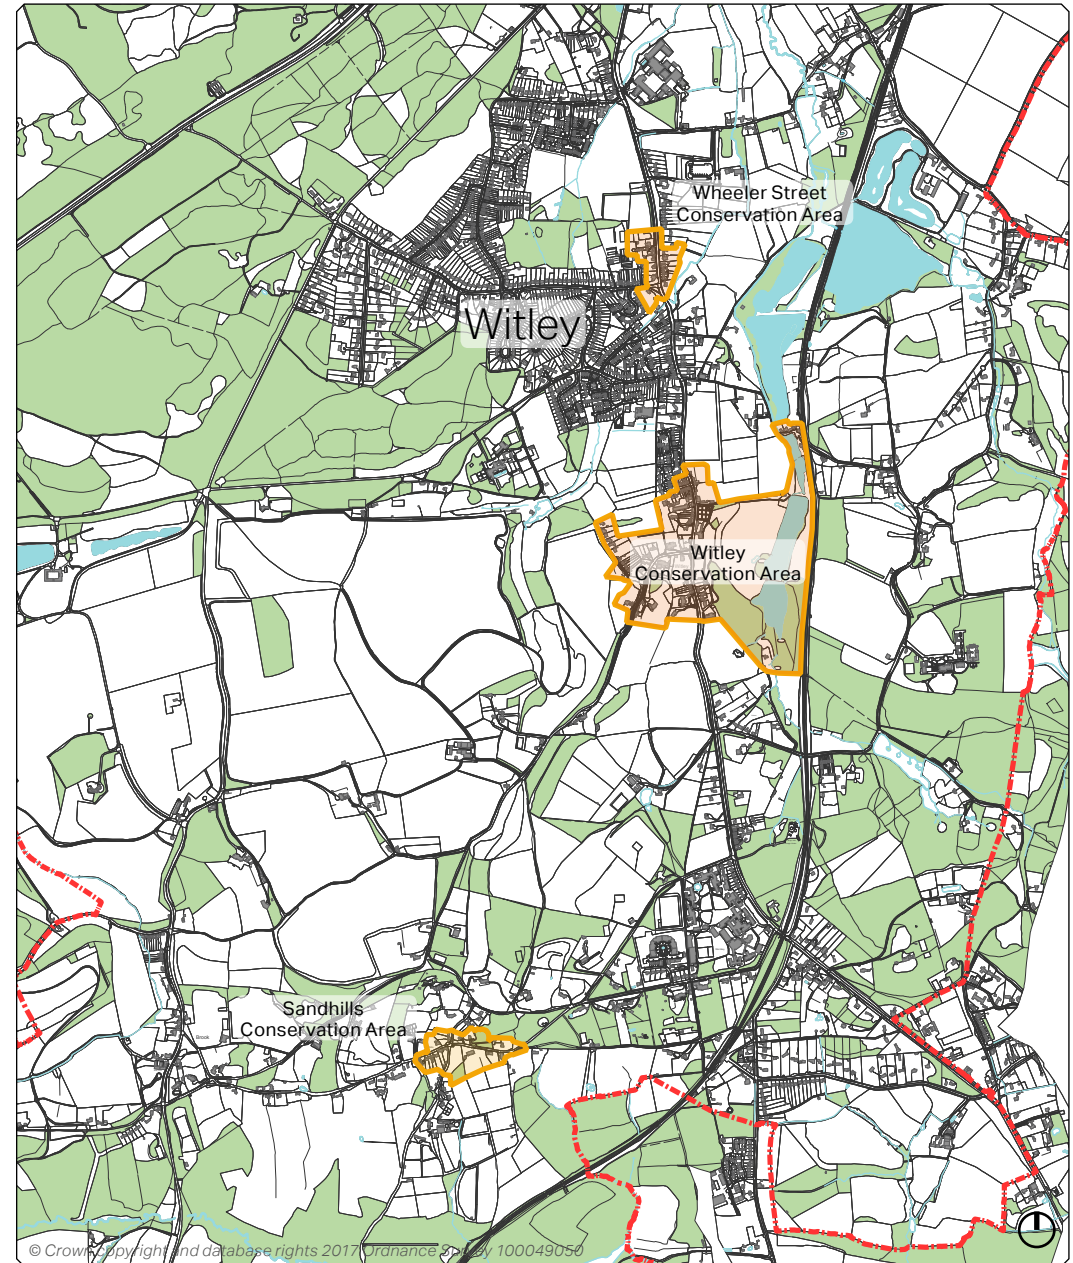 Wheeler Street
Conservation Area
Witley
Witley
Conservation Area
Sandhills
Conservation Area
Brook
© Crown copyright and database rights 2017 Ordnance Survey 100049050